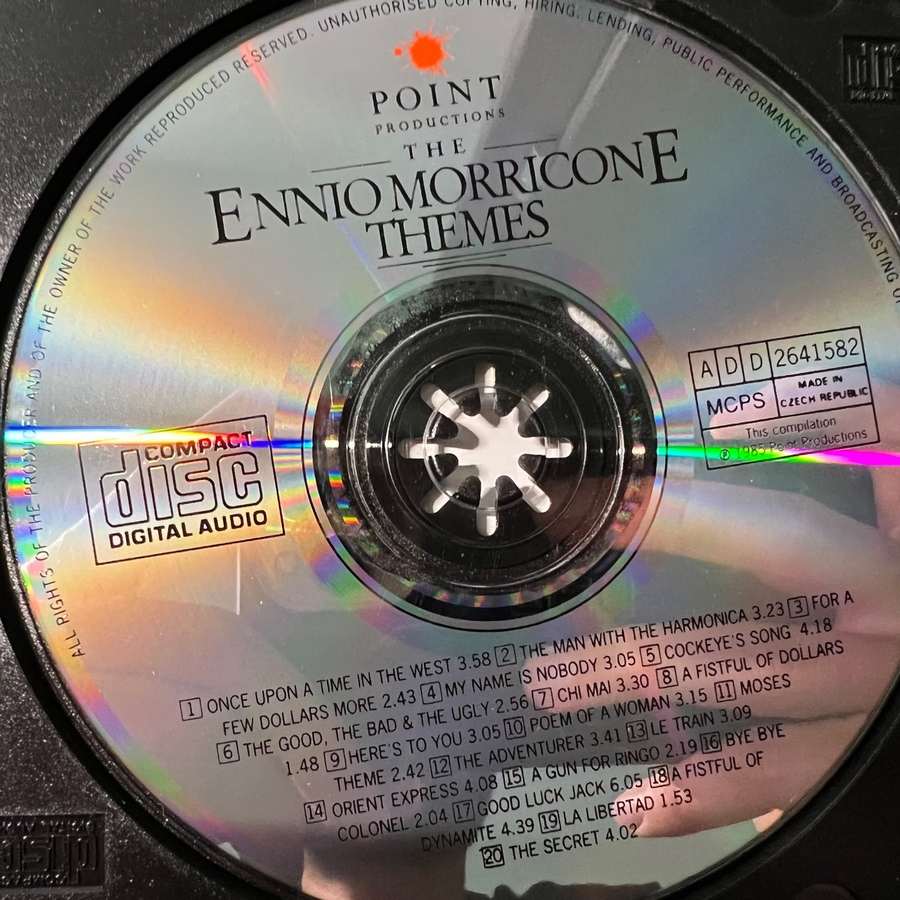 ALL RIGHTS OF THE PRODUCER AND OF THE OWNER OF THE WORK REPRODUCED RESERVED. UNAUTHORISED COPYING, HIRING, LENDING, PUBLIC PERFORMANCE AND BROADCASTING
POINT
PRODUCTIONS
THE
ENNIO MORRICONE
THEMES
A D D 2641582
MCPS MADE IN
CZECH REPUBLIC
This compilation
℗ 1985 Point Productions
COMPACT
disc
DIGITAL AUDIO
1 ONCE UPON A TIME IN THE WEST 3.58 2 THE MAN WITH THE HARMONICA 3.23 3 FOR A
FEW DOLLARS MORE 2.43 4 MY NAME IS NOBODY 3.05 5 COCKEYE'S SONG 4.18
6 THE GOOD, THE BAD & THE UGLY 2.56 7 CHI MAI 3.30 8 A FISTFUL OF DOLLARS
1.48 9 HERE'S TO YOU 3.05 10 POEM OF A WOMAN 3.15 11 MOSES
THEME 2.42 12 THE ADVENTURER 3.41 13 LE TRAIN 3.09
14 ORIENT EXPRESS 4.08 15 A GUN FOR RINGO 2.19 16 BYE BYE
COLONEL 2.04 17 GOOD LUCK JACK 6.05 18 A FISTFUL OF
DYNAMITE 4.39 19 LA LIBERTAD 1.53
20 THE SECRET 4.02